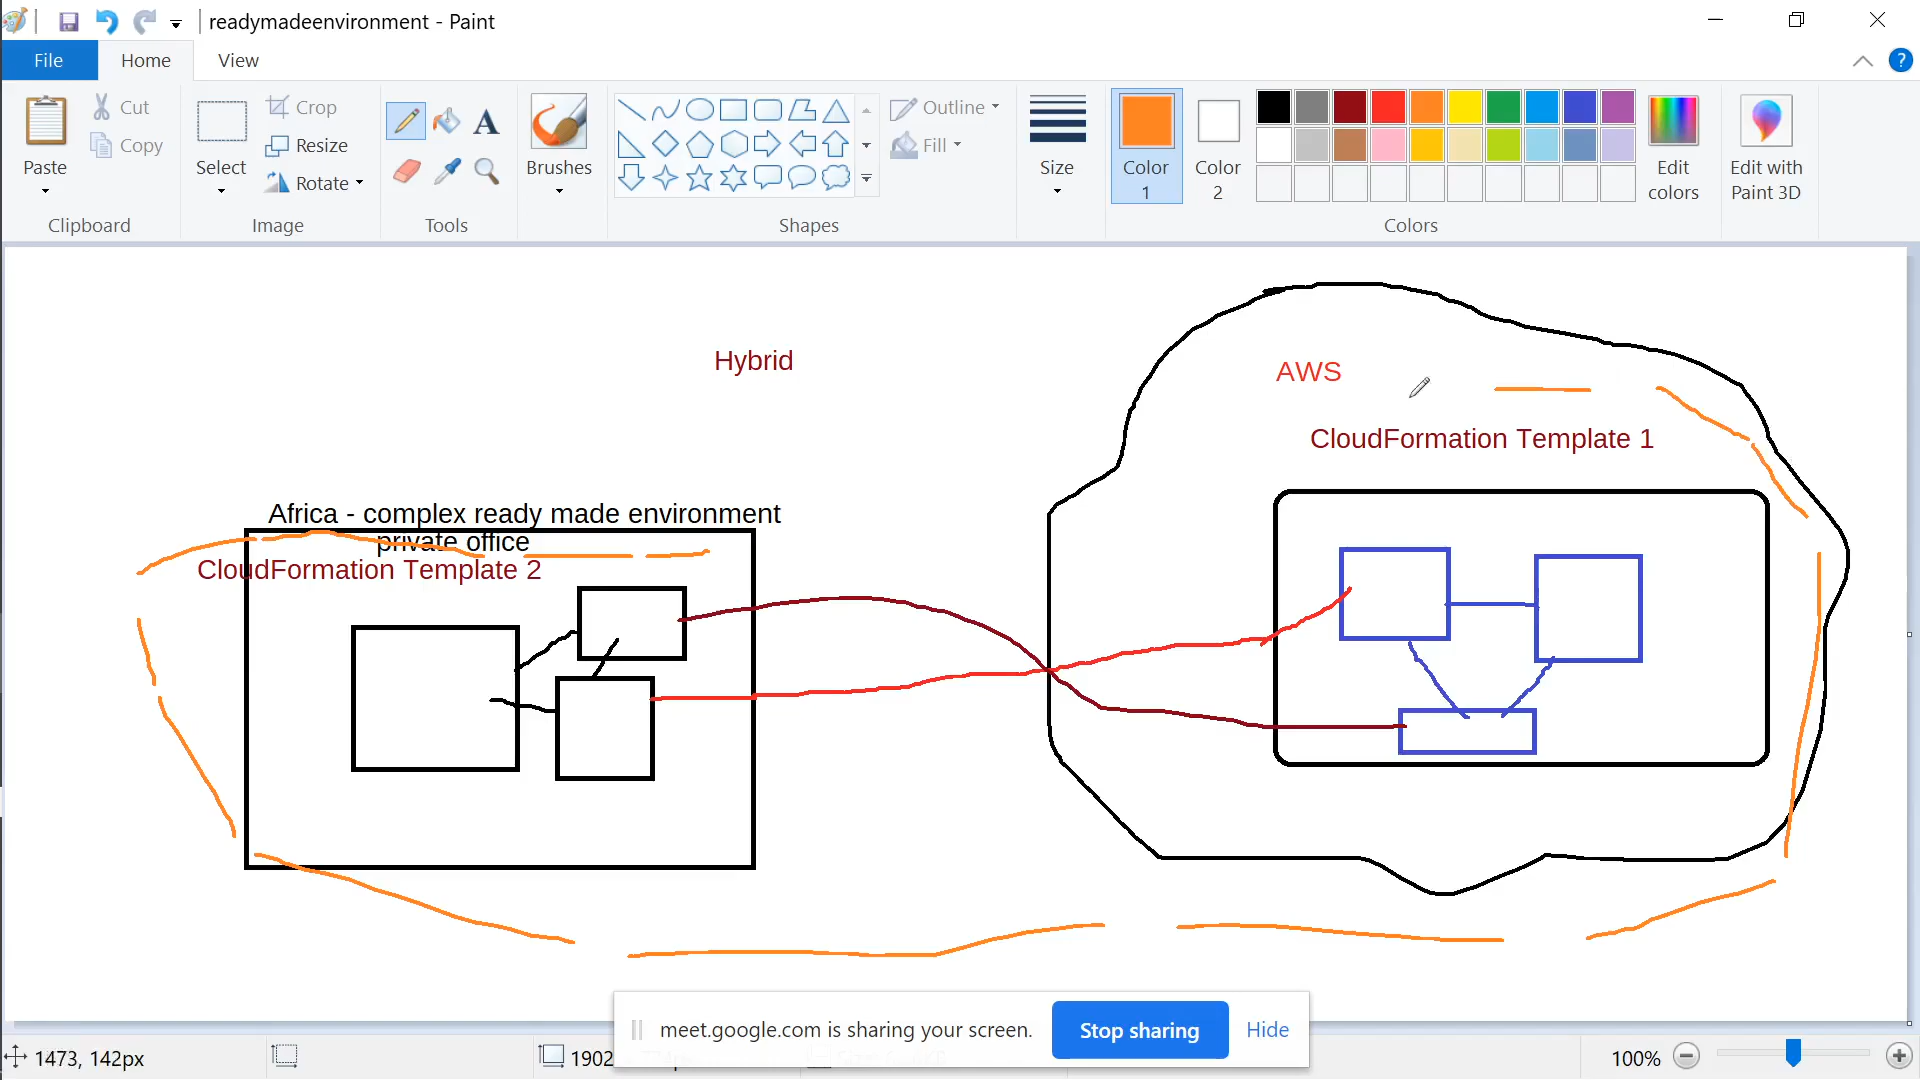 readymadeenvironment - Paint
File
Home
View
?
Paste
Cut
Copy
Clipboard
Select
Crop
Resize
Rotate
Image
A
Tools
Brushes
Shapes
Outline
Fill
Size
Color 1
Color 2
Edit colors
Edit with Paint 3D
Colors
Hybrid
AWS
CloudFormation Template 1
Africa - complex ready made environment
private office
CloudFormation Template 2
meet.google.com is sharing your screen.
Stop sharing
Hide
1473, 142px
1902
100%